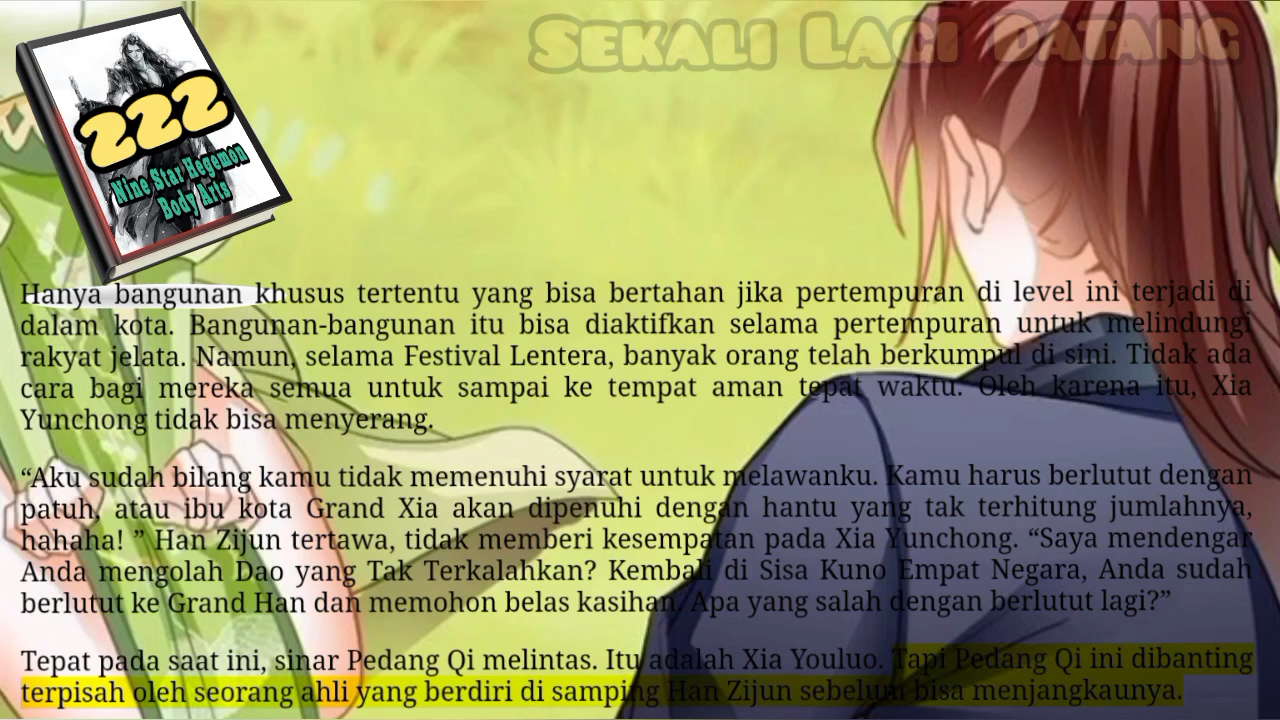 Sekali Lagi Datang
222
Nine Star Hegemon
Body Arts
Hanya bangunan khusus tertentu yang bisa bertahan jika pertempuran di level ini terjadi di
dalam kota. Bangunan-bangunan itu bisa diaktifkan selama pertempuran untuk melindungi
rakyat jelata. Namun, selama Festival Lentera, banyak orang telah berkumpul di sini. Tidak ada
cara bagi mereka semua untuk sampai ke tempat aman tepat waktu. Oleh karena itu, Xia
Yunchong tidak bisa menyerang.
“Aku sudah bilang kamu tidak memenuhi syarat untuk melawanku. Kamu harus berlutut dengan
patuh, atau ibu kota Grand Xia akan dipenuhi dengan hantu yang tak terhitung jumlahnya,
hahaha! ” Han Zijun tertawa, tidak memberi kesempatan pada Xia Yunchong. “Saya mendengar
Anda mengolah Dao yang Tak Terkalahkan? Kembali di Sisa Kuno Empat Negara, Anda sudah
berlutut ke Grand Han dan memohon belas kasihan. Apa yang salah dengan berlutut lagi?”
Tepat pada saat ini, sinar Pedang Qi melintas. Itu adalah Xia Youluo. Tapi Pedang Qi ini dibanting
terpisah oleh seorang ahli yang berdiri di samping Han Zijun sebelum bisa menjangkaunya.